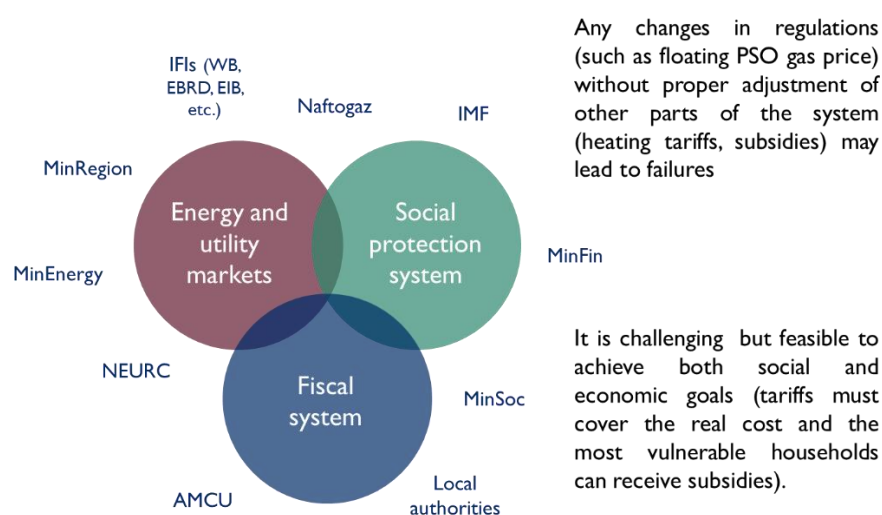 IFIs (WB,
EBRD, EIB,
etc.)
Naftogaz
IMF
MinRegion
Energy and
utility
markets
Social
protection
system
MinEnergy
MinFin
NEURC
Fiscal
system
MinSoc
AMCU
Local
authorities
Any changes in regulations
(such as floating PSO gas price)
without proper adjustment of
other parts of the system
(heating tariffs, subsidies) may
lead to failures
It is challenging but feasible to
achieve both social and
economic goals (tariffs must
cover the real cost and the
most vulnerable households
can receive subsidies).